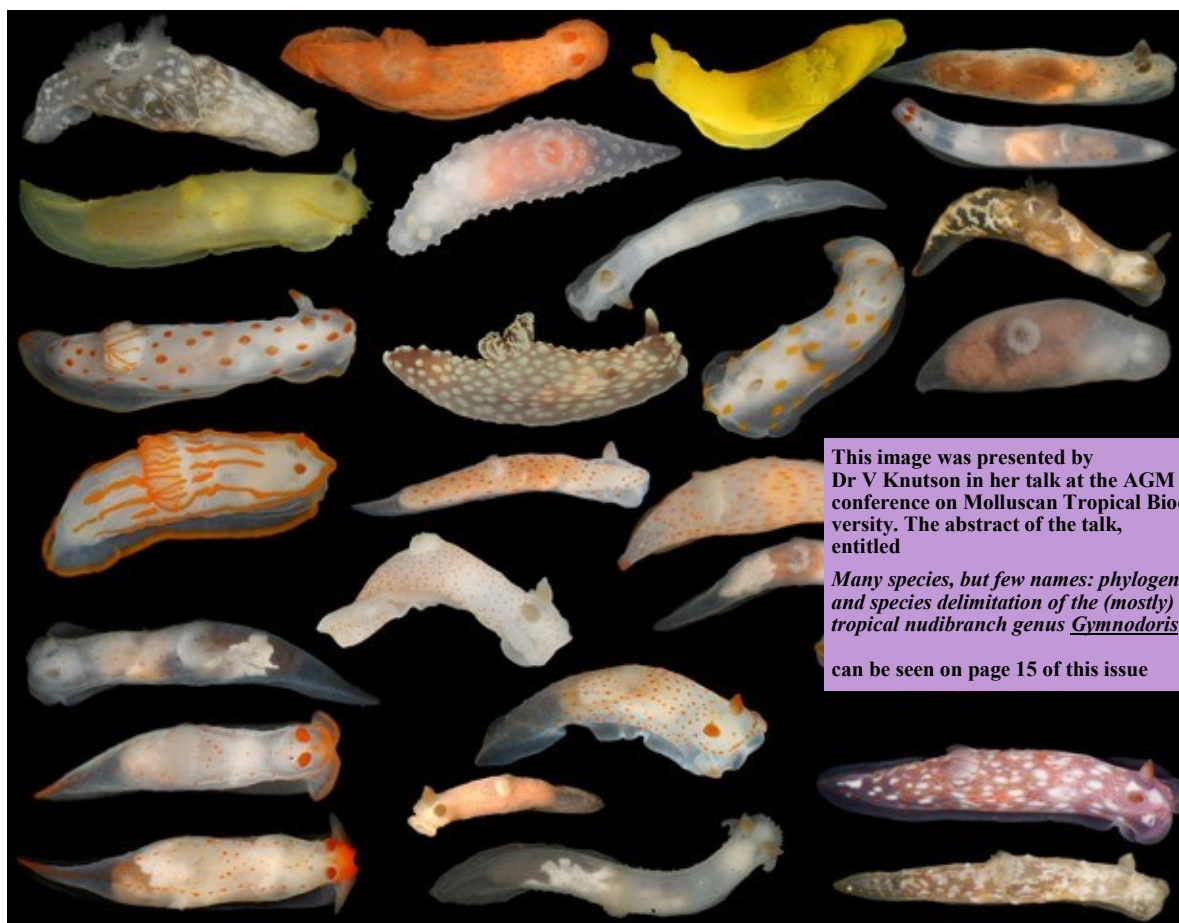 This image was presented by
Dr V Knutson in her talk at the AGM
conference on Molluscan Tropical Biod
versity. The abstract of the talk,
entitled
Many species, but few names: phylogen
and species delimitation of the (mostly)
tropical nudibranch genus Gymnodoris
can be seen on page 15 of this issue